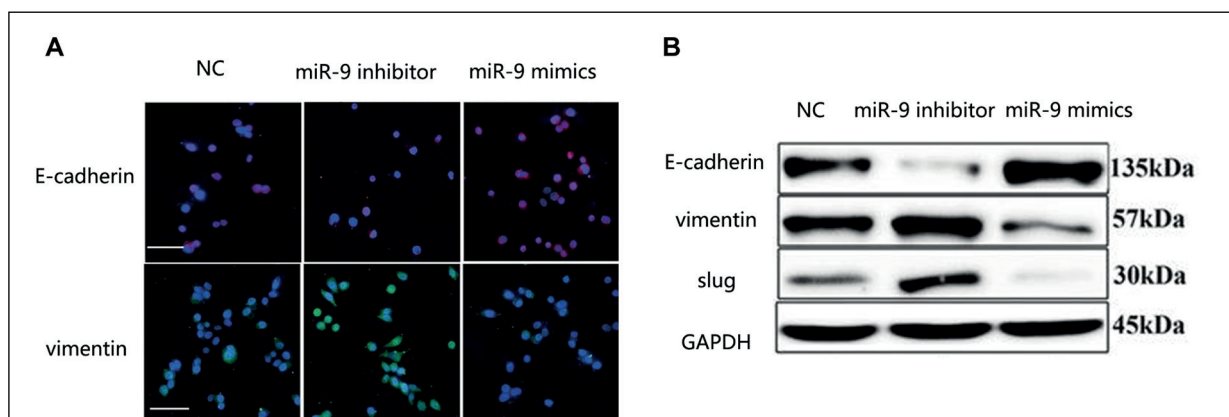 A
NC miR-9 inhibitor miR-9 mimics
E-cadherin
vimentin
B
NC miR-9 inhibitor miR-9 mimics
E-cadherin 135kDa
vimentin 57kDa
slug 30kDa
GAPDH 45kDa